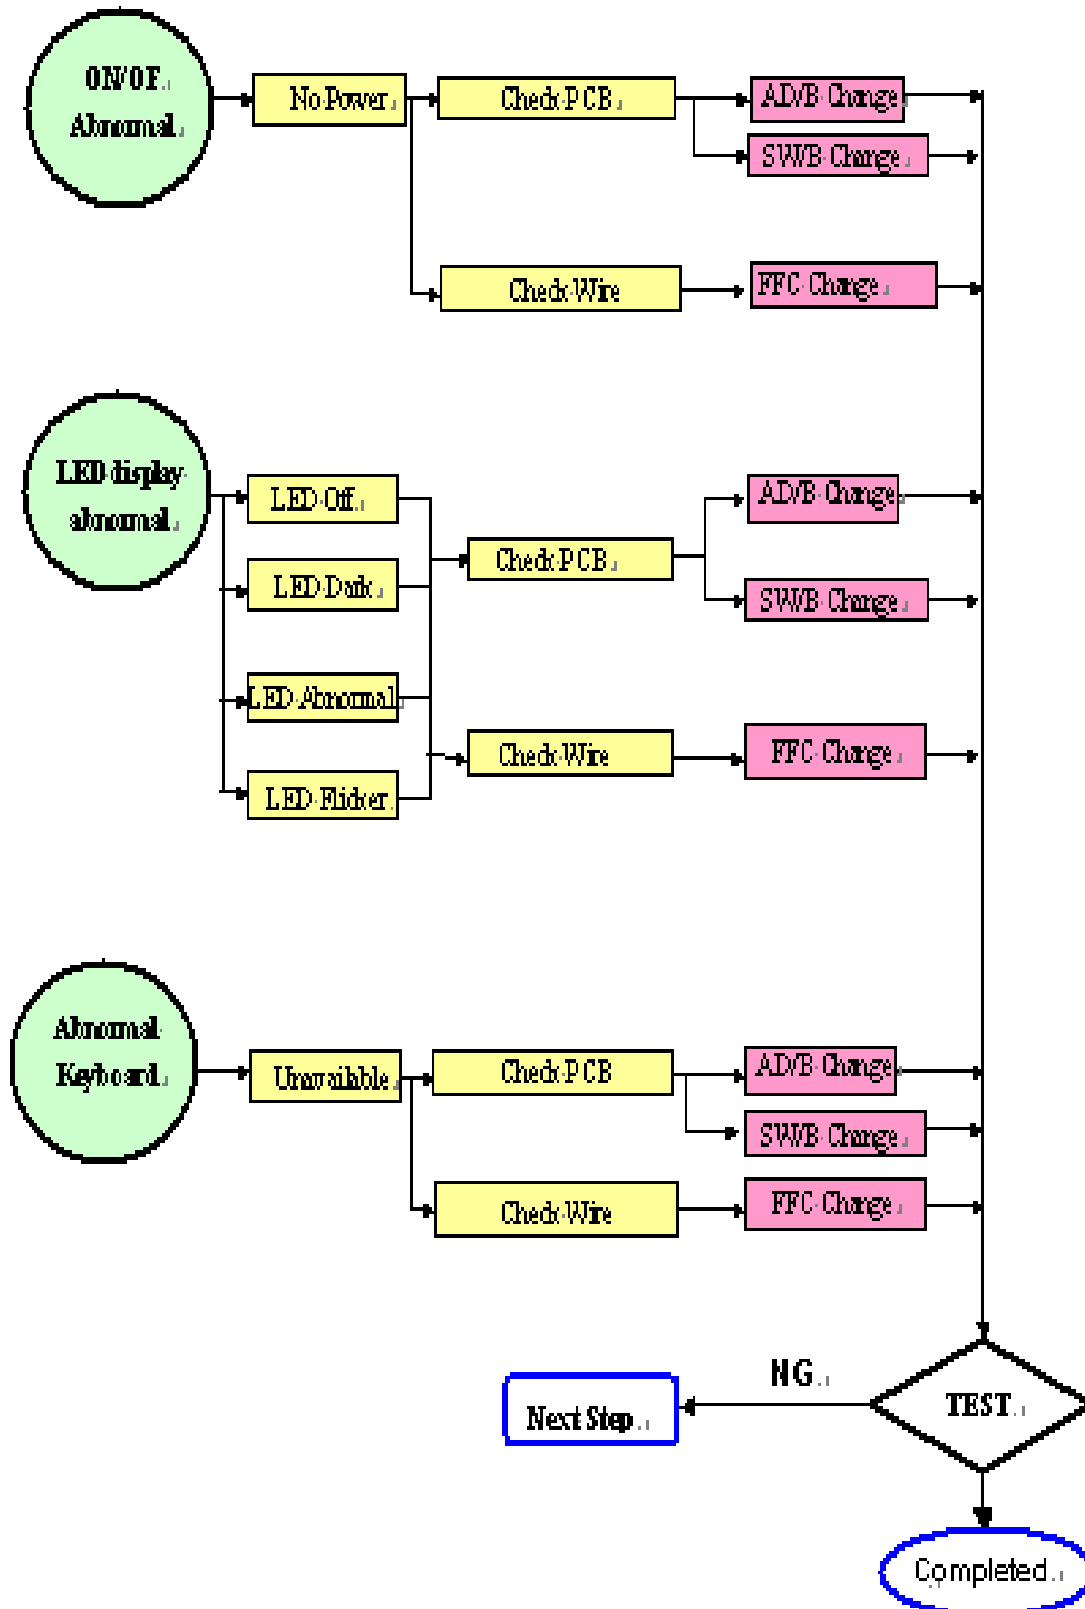 ON/OF
Abnormal
No Power
Check PCB
AD/B Change
SW/B Change
Check Wire
FFC Change
LED display
abnormal
LED Off
LED Dark
LED Abnormal
LED Flicker
Check PCB
AD/B Change
SW/B Change
Check Wire
FFC Change
Abnormal
Keyboard
Unavailable
Check PCB
AD/B Change
SW/B Change
Check Wire
FFC Change
NG
TEST
Next Step
Completed